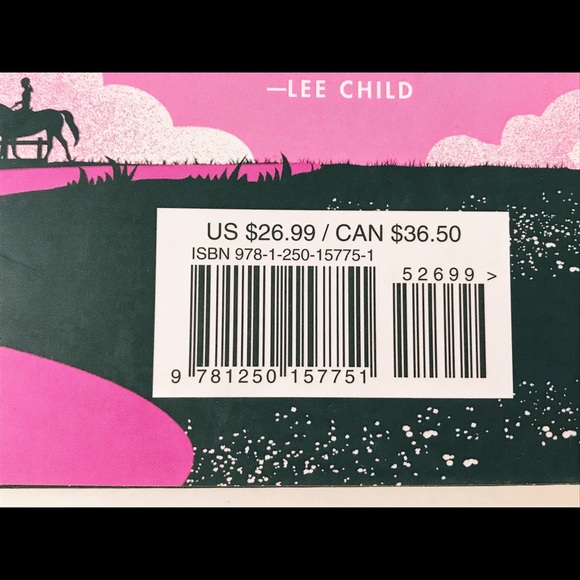 —LEE CHILD
US $26.99 / CAN $36.50
ISBN 978-1-250-15775-1
52699 >
9 781250 157751